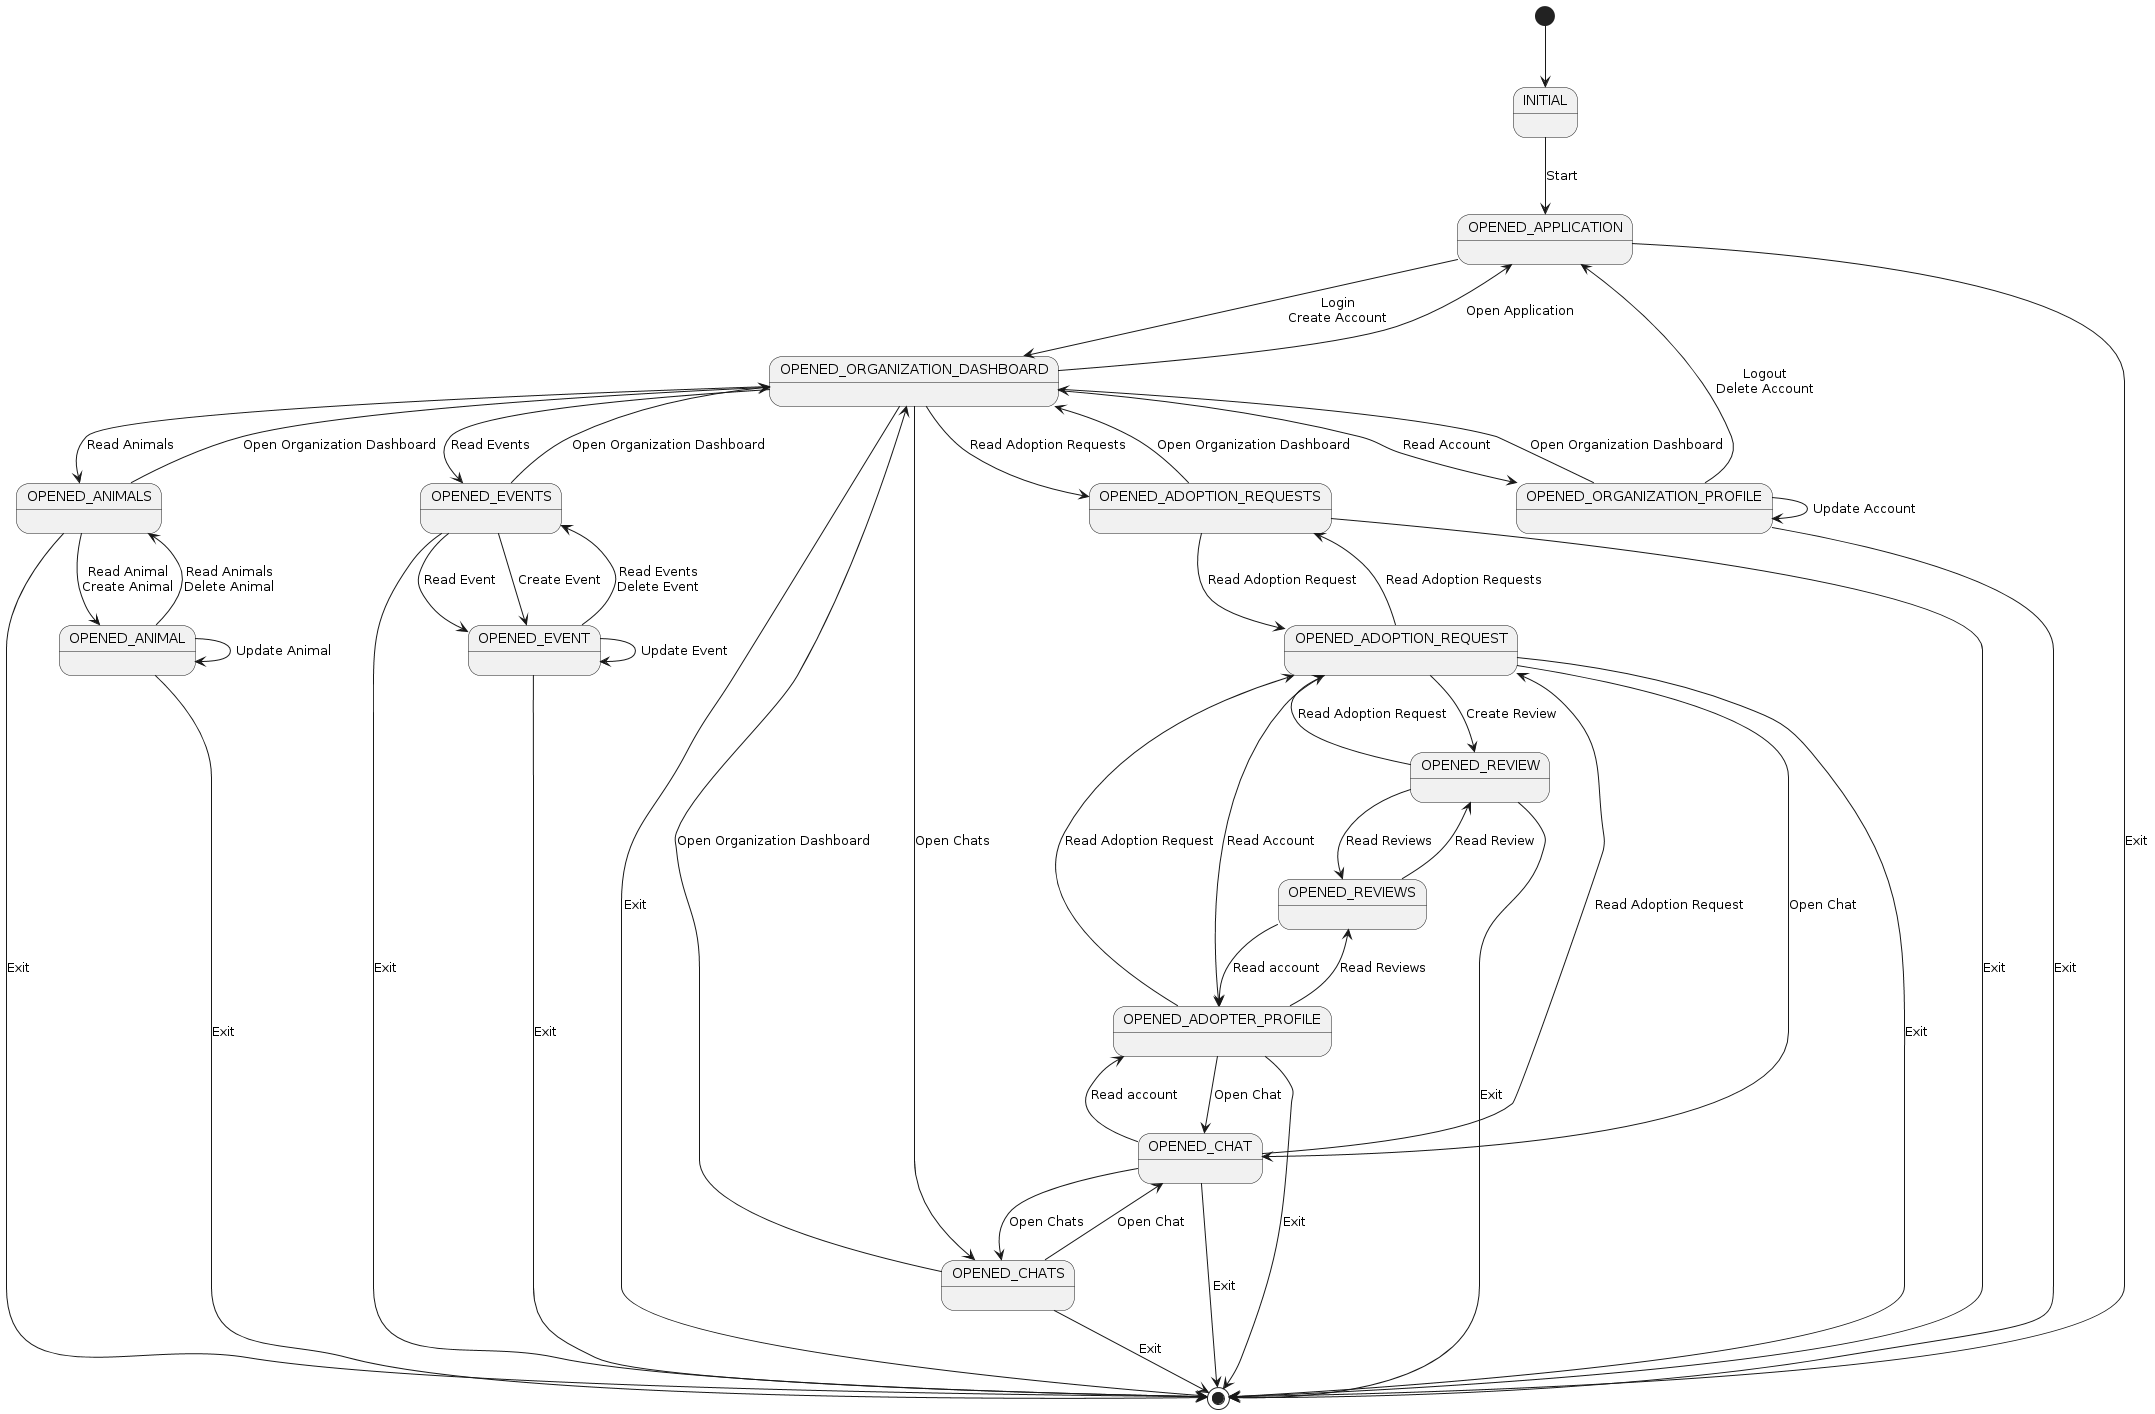 INITIAL
Start
OPENED_APPLICATION
Login
Create Account
Open Application
Logout
Delete Account
OPENED_ORGANIZATION_DASHBOARD
Read Animals
Open Organization Dashboard
Read Events
Open Organization Dashboard
Read Adoption Requests
Open Organization Dashboard
Read Account
Open Organization Dashboard
OPENED_ANIMALS
OPENED_EVENTS
OPENED_ADOPTION_REQUESTS
OPENED_ORGANIZATION_PROFILE
Update Account
Read Animal
Create Animal
Read Animals
Delete Animal
Read Event
Create Event
Read Events
Delete Event
Read Adoption Request
Read Adoption Requests
OPENED_ANIMAL
Update Animal
OPENED_EVENT
Update Event
OPENED_ADOPTION_REQUEST
Read Adoption Request
Create Review
OPENED_REVIEW
Open Organization Dashboard
Open Chats
Read Adoption Request
Read Account
Read Reviews
Read Review
Exit
OPENED_REVIEWS
Exit
Read Adoption Request
Open Chat
Exit
Exit
Read account
Read Reviews
Exit
Exit
OPENED_ADOPTER_PROFILE
Exit
Exit
Exit
Read account
Open Chat
Exit
OPENED_CHAT
Open Chats
Open Chat
Exit
OPENED_CHATS
Exit
Exit